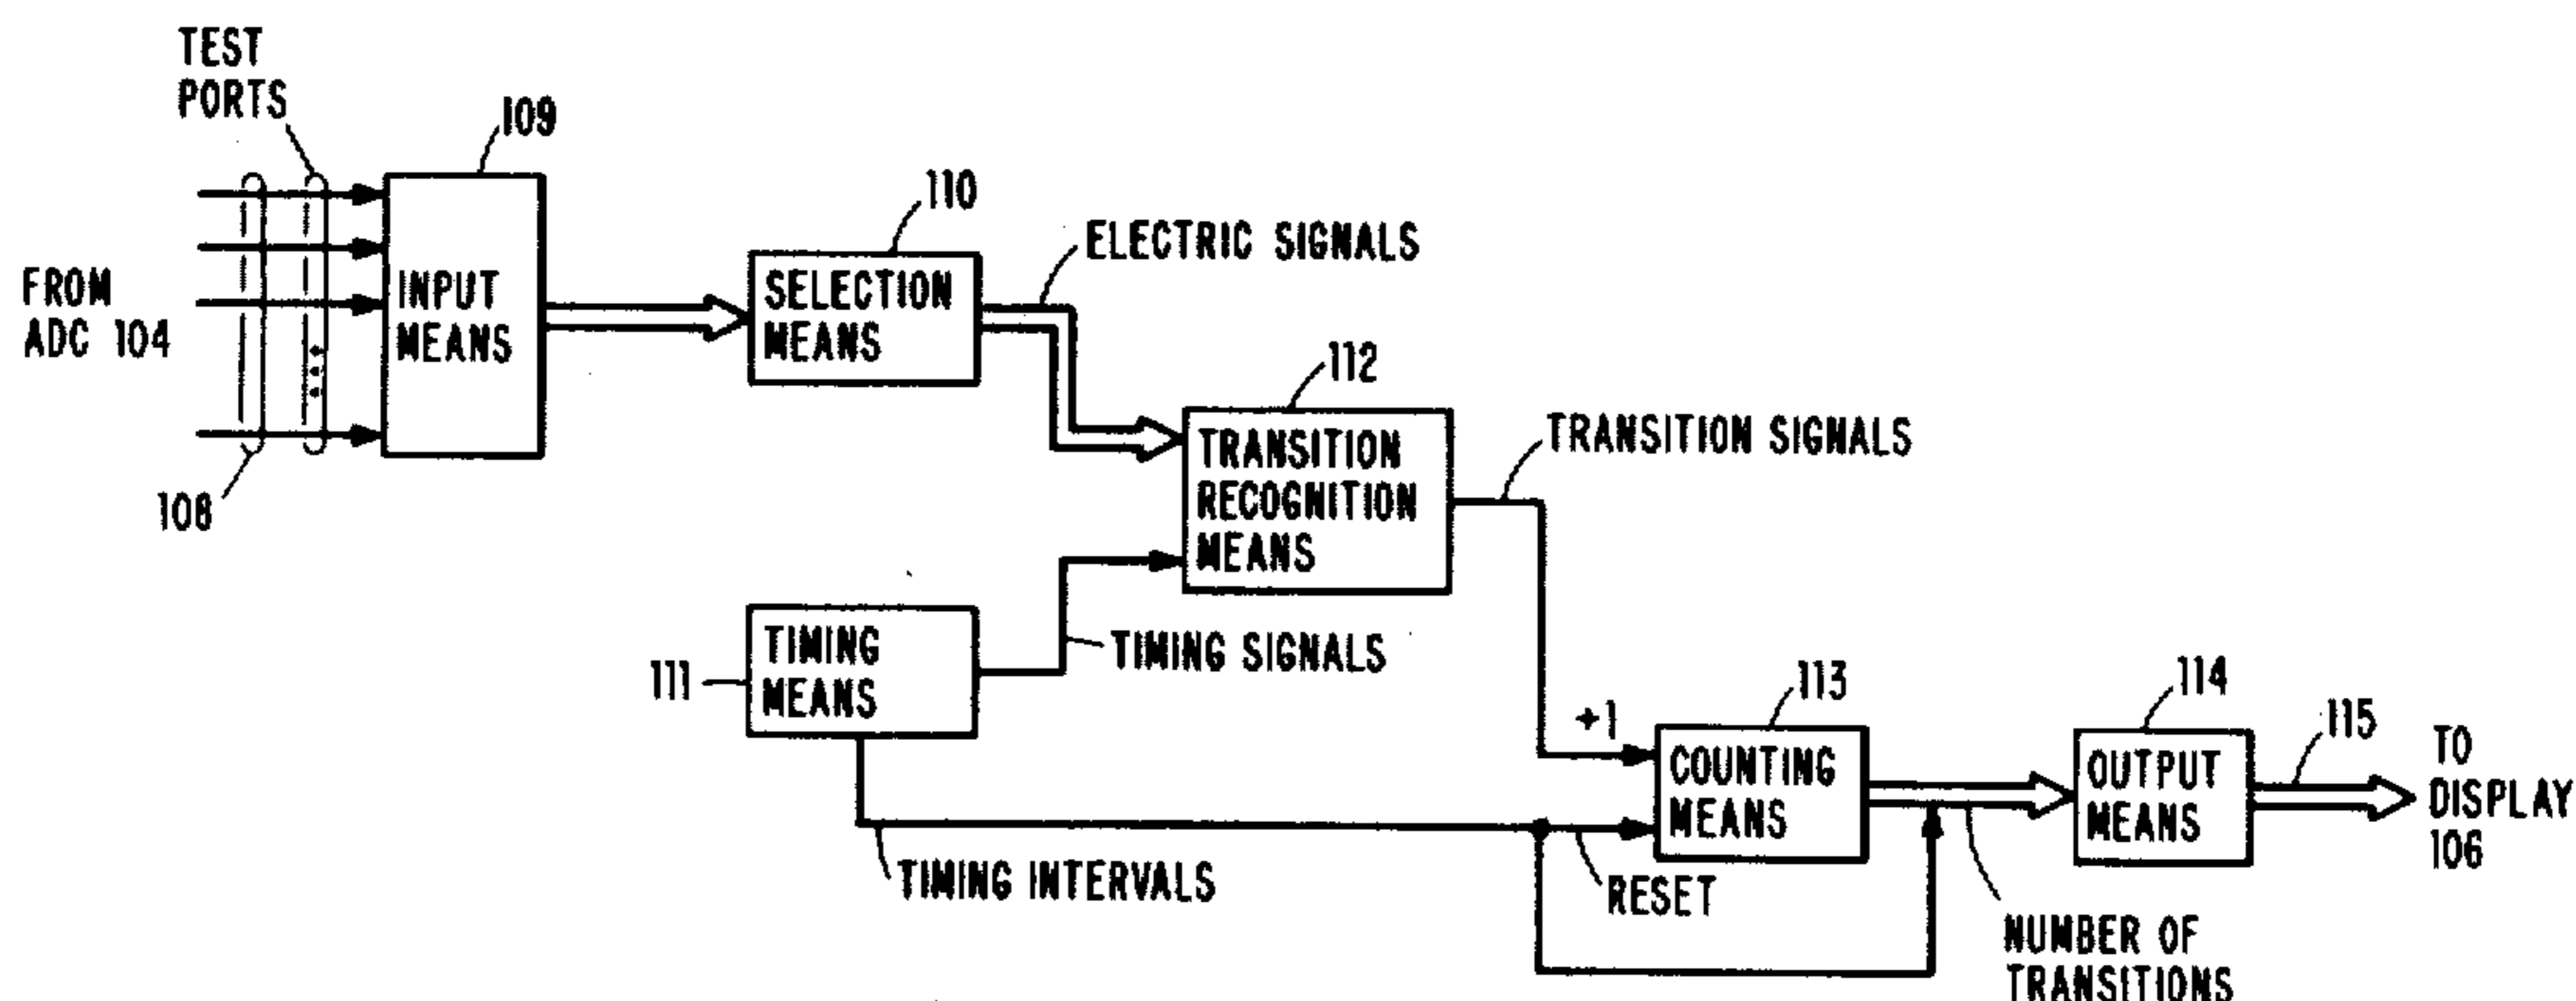 TEST
PORTS
109
FROM
ADC 104
108
INPUT
MEANS
110
SELECTION
MEANS
ELECTRIC SIGNALS
112
TRANSITION
RECOGNITION
MEANS
TRANSITION SIGNALS
111
TIMING
MEANS
TIMING SIGNALS
TIMING INTERVALS
+1
113
COUNTING
MEANS
RESET
114
OUTPUT
MEANS
115
TO
DISPLAY
106
NUMBER OF
TRANSITIONS